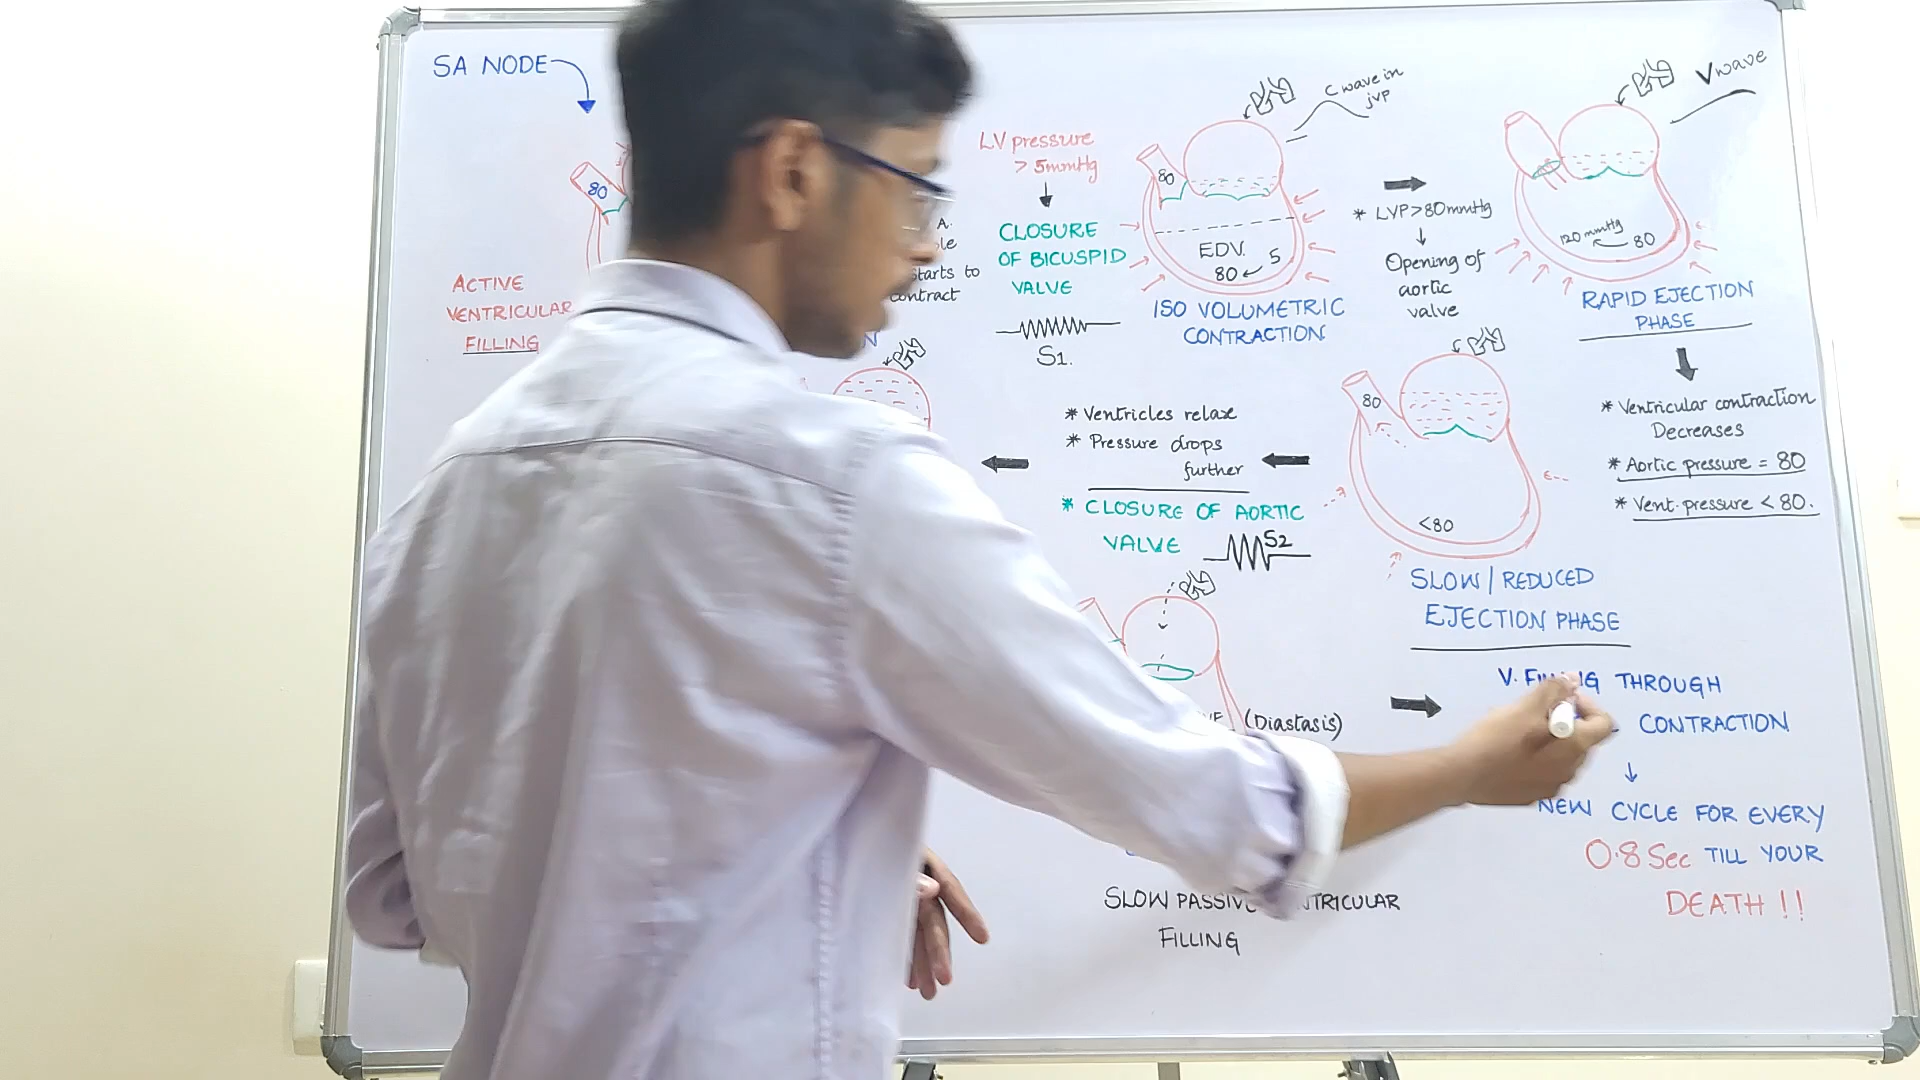 SA NODE
80
ACTIVE
VENTRICULAR
FILLING
A.
starts to
contract
LV pressure
> 5mmHg
CLOSURE
OF BICUSPID
VALVE
S1.
C wave in
jVP
80
EDV.
80 ← 5
ISO VOLUMETRIC
CONTRACTION
* LVP>80mmHg
Opening of
aortic
valve
V wave
120 mmHg ← 80
RAPID EJECTION
PHASE
* Ventricular contraction
Decreases
* Aortic pressure = 80
* Vent. pressure < 80.
80
<80
SLOW / REDUCED
EJECTION PHASE
* Ventricles relax
* Pressure drops
further
* CLOSURE OF AORTIC
VALVE
S2
(Diastasis)
SLOW PASSIVE
FILLING
V. FILLING THROUGH
CONTRACTION
NEW CYCLE FOR EVERY
0.8 Sec TILL YOUR
DEATH !!